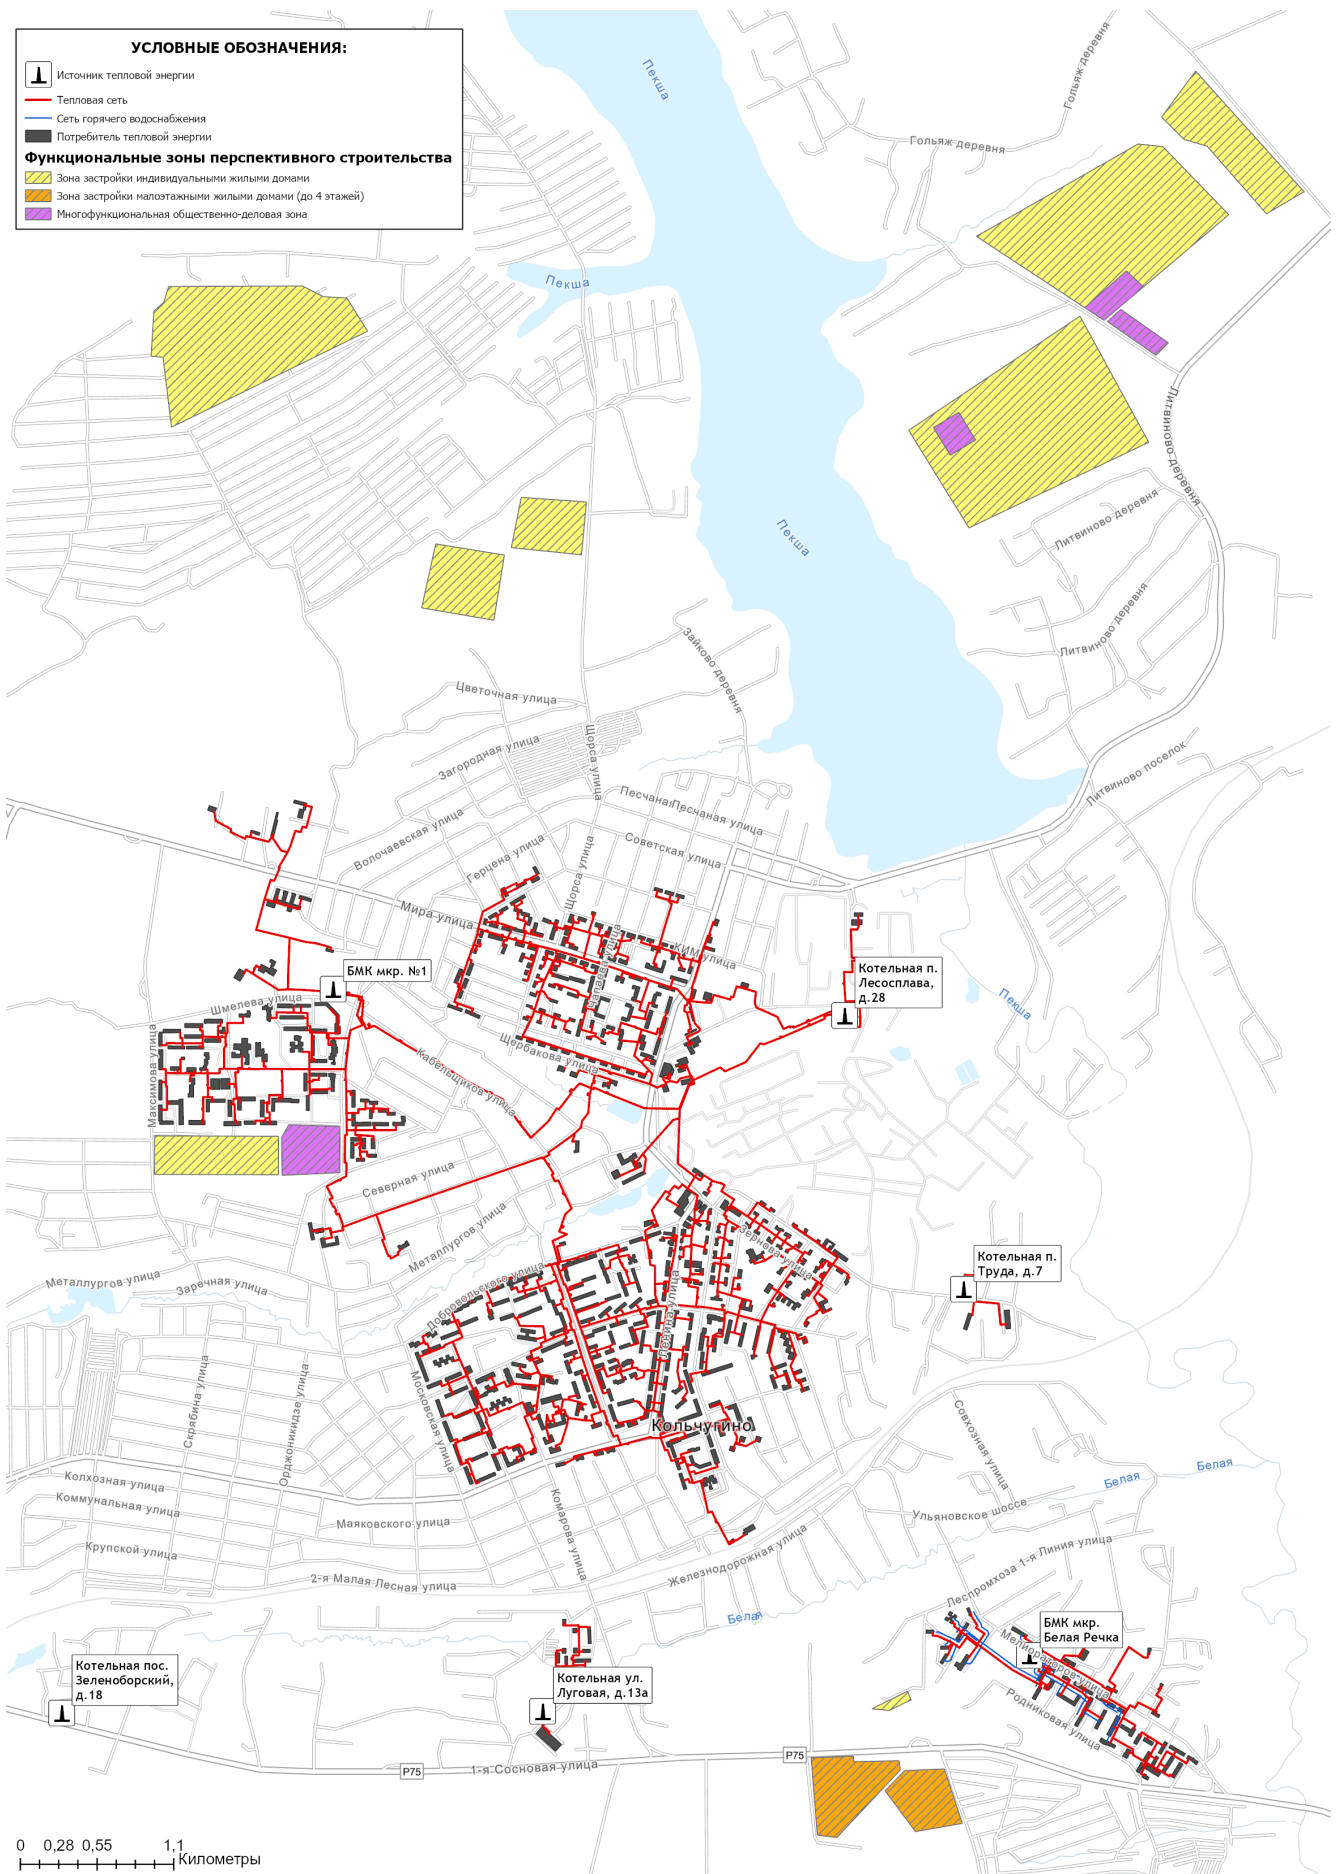 УСЛОВНЫЕ ОБОЗНАЧЕНИЯ:
Источник тепловой энергии
Тепловая сеть
Сеть горячего водоснабжения
Потребитель тепловой энергии
Функциональные зоны перспективного строительства
Зона застройки индивидуальными жилыми домами
Зона застройки малоэтажными жилыми домами (до 4 этажей)
Многофункциональная общественно-деловая зона
Пекша
Гольяж деревня
Гольяж деревня
Пекша
Литвиново деревня
Литвиново деревня
Пекша
Литвиново деревня
Зайково деревня
Цветочная улица
Щорса улица
Загородная улица
Литвиново поселок
Песчаная
Песчаная улица
Волочаевская улица
Герцена улица
Щорса улица
Советская улица
Мира улица
Чапаева улица
КИМ улица
БМК мкр. №1
Котельная п.
Лесосплава,
д.28
Шмелева улица
Пекша
Максимова улица
Щербакова улица
Кабельщиков улица
Северная улица
Металлургов улица
Зернова улица
Котельная п.
Труда, д.7
Металлургов улица
Заречная улица
Добровольского улица
Ленина улица
Скрябина улица
Орджоникидзе улица
Московская улица
Кольчугино
Совхозная улица
Белая
Белая
Колхозная улица
Коммунальная улица
Маяковского улица
Комарова улица
Ульяновское шоссе
Крупской улица
Железнодорожная улица
Леспромхоза 1-я Линия улица
2-я Малая Лесная улица
Белая
БМК мкр.
Белая Речка
Мелиораторов улица
Родниковая улица
Котельная пос.
Зеленоборский,
д.18
Котельная ул.
Луговая, д.13а
Р75
Р75
1-я Сосновая улица
0 0,28 0,55 1,1
Километры